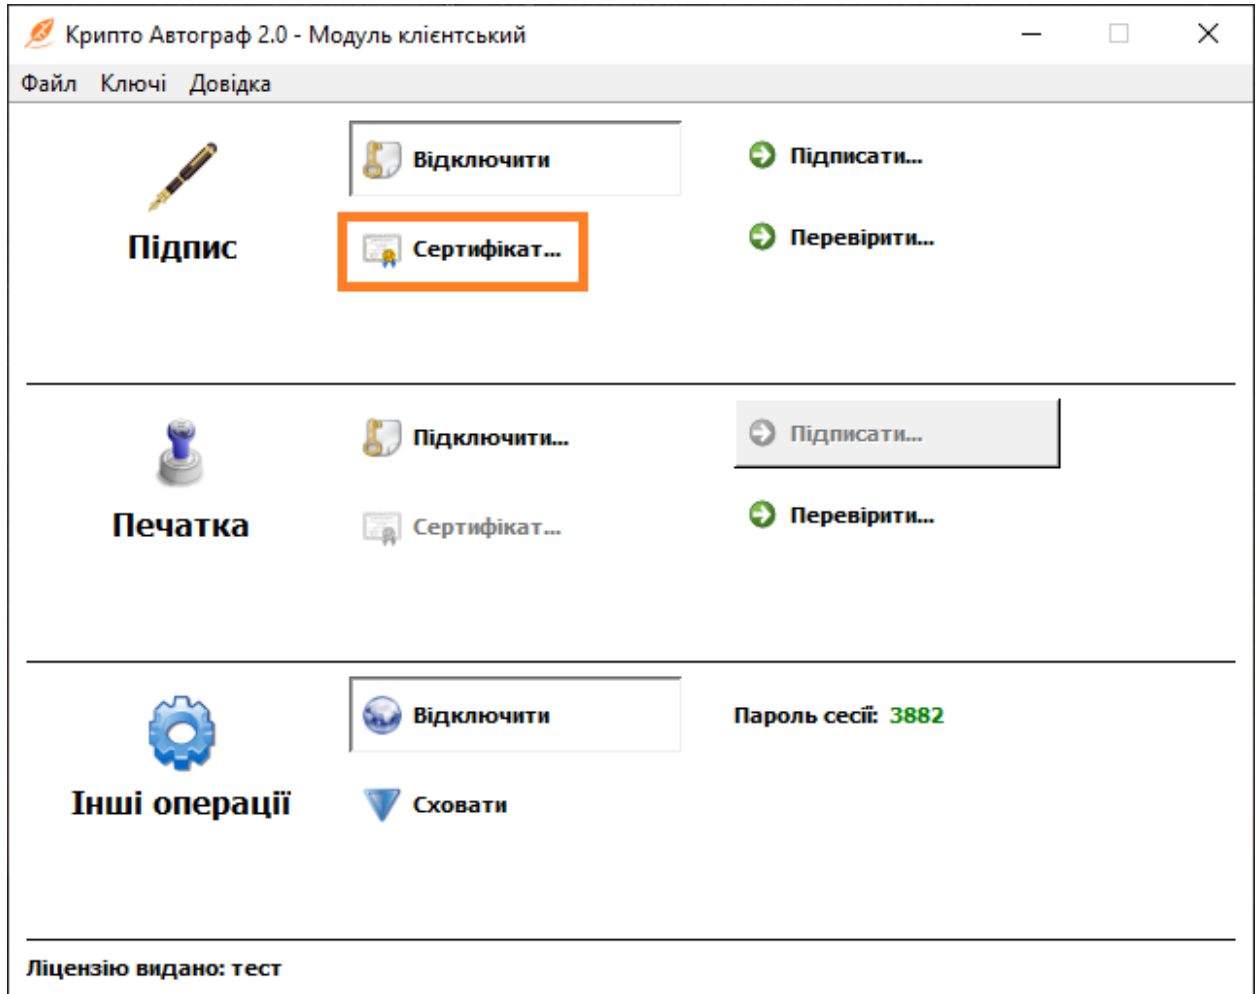 Крипто Автограф 2.0 - Модуль клієнтський
Файл Ключі Довідка
Відключити
Підписати...
Підпис
Сертифікат...
Перевірити...
Підключити...
Підписати...
Печатка
Сертифікат...
Перевірити...
Відключити
Пароль сесії: 3882
Інші операції
Сховати
Ліцензію видано: тест